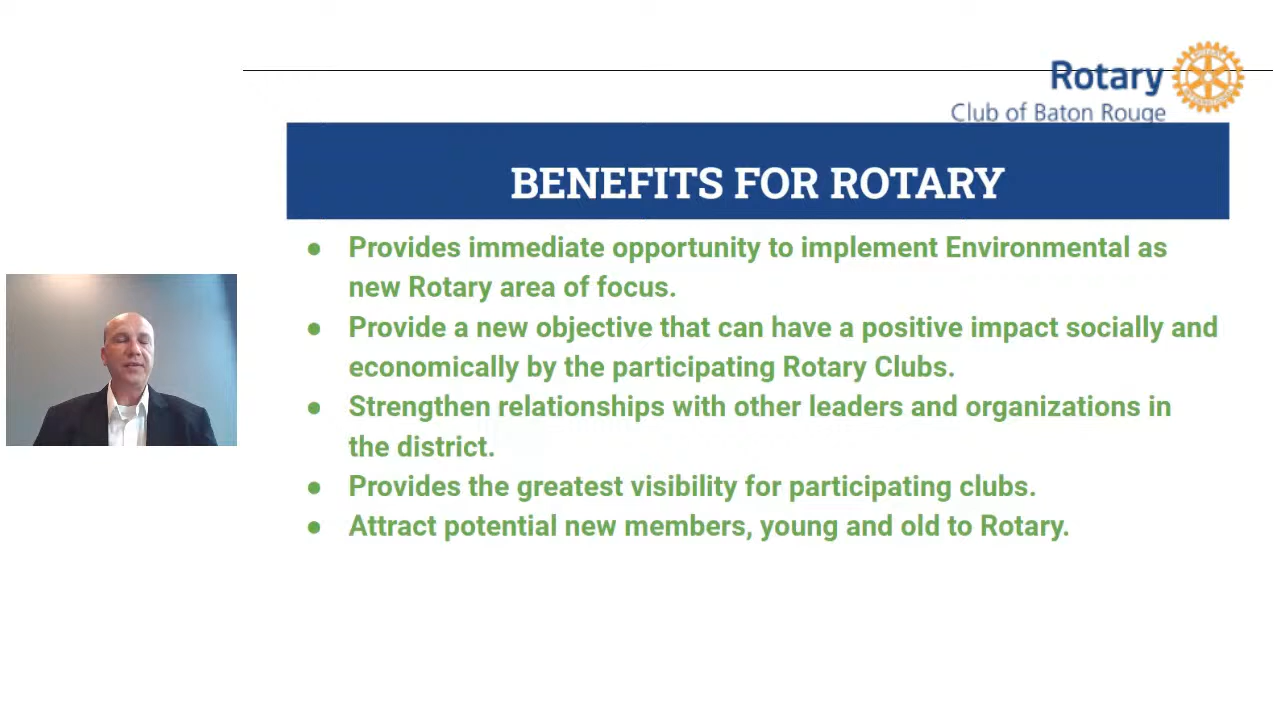 Rotary
Club of Baton Rouge
BENEFITS FOR ROTARY
● Provides immediate opportunity to implement Environmental as
new Rotary area of focus.
● Provide a new objective that can have a positive impact socially and
economically by the participating Rotary Clubs.
● Strengthen relationships with other leaders and organizations in
the district.
● Provides the greatest visibility for participating clubs.
● Attract potential new members, young and old to Rotary.